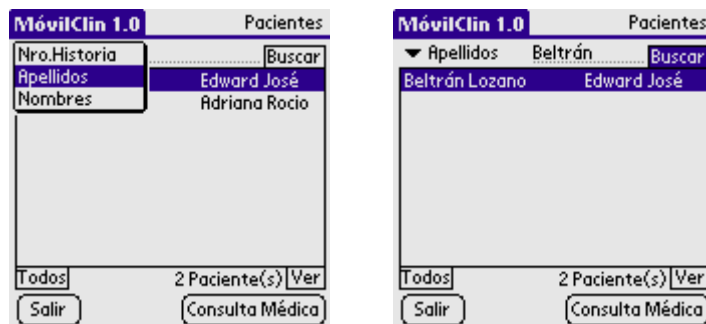 MóvilClin 1.0 Pacientes
Nro.Historia Buscar
Apellidos Edward José
Nombres Adriana Rocio
Todos 2 Paciente(s) Ver
Salir Consulta Médica
MóvilClin 1.0 Pacientes
Apellidos Beltrán Buscar
Beltrán Lozano Edward José
Todos 2 Paciente(s) Ver
Salir Consulta Médica